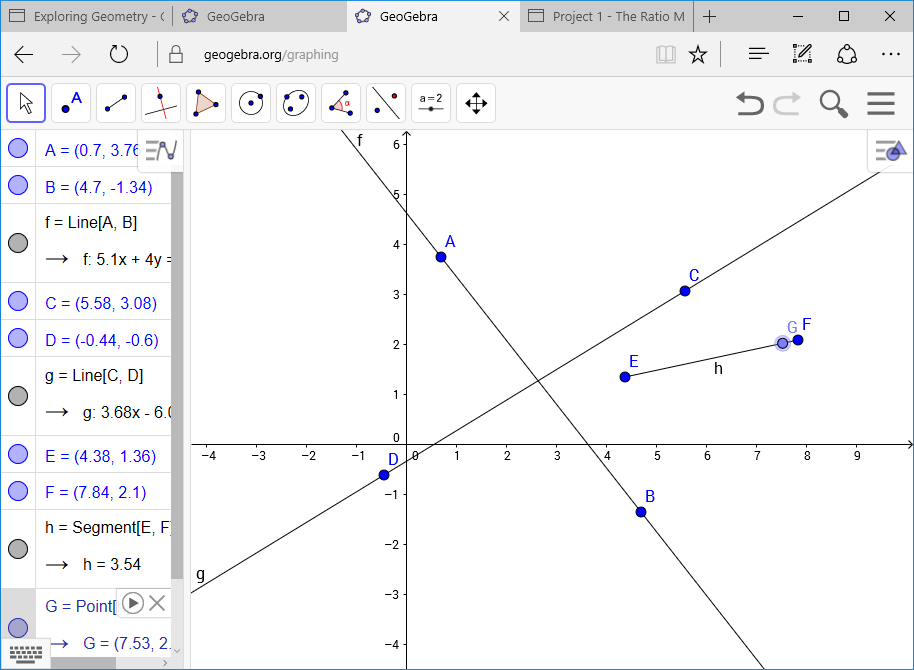 Exploring Geometry - (
GeoGebra
GeoGebra
Project 1 - The Ratio M
geogebra.org/graphing
A
α
a=2
A = (0.7, 3.76
B = (4.7, -1.34)
f = Line[A, B]
→ f: 5.1x + 4y =
C = (5.58, 3.08)
D = (-0.44, -0.6)
g = Line[C, D]
→ g: 3.68x - 6.0
E = (4.38, 1.36)
F = (7.84, 2.1)
h = Segment[E, F]
→ h = 3.54
G = Point[
→ G = (7.53, 2.
f
6
5
A
4
C
3
G F
2
E
h
1
0
−4 −3 −2 −1 0 1 2 3 4 5 6 7 8 9
D
−1
B
−2
g
−3
−4